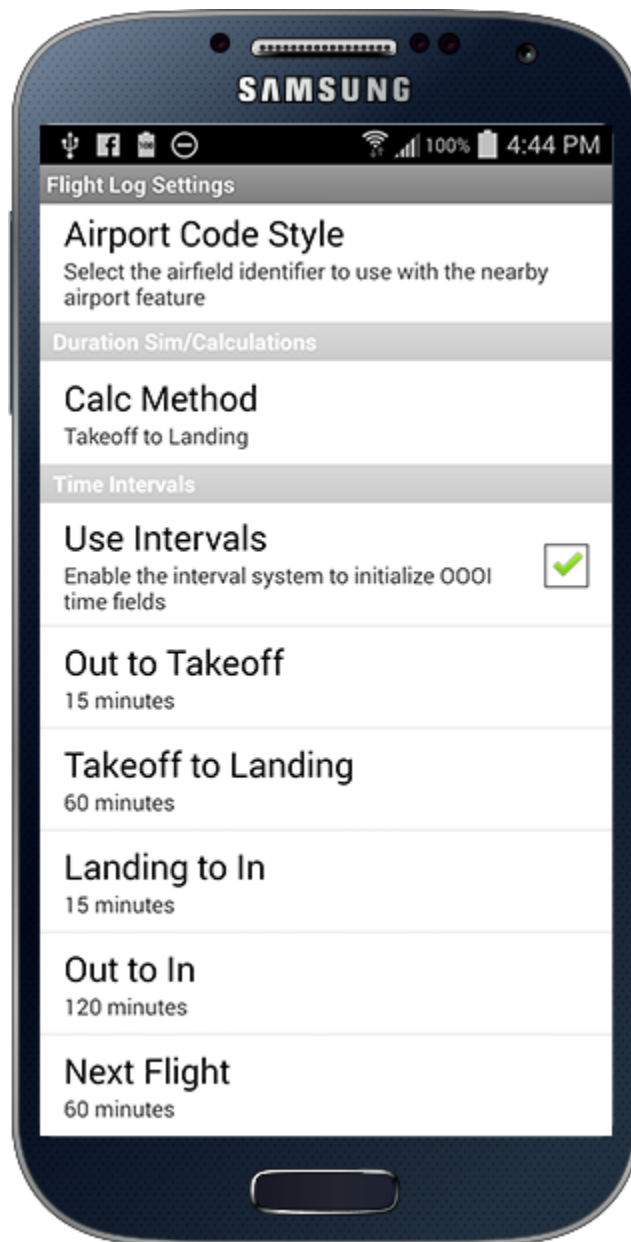 SAMSUNG
100 100% 4:44 PM
Flight Log Settings
Airport Code Style
Select the airfield identifier to use with the nearby
airport feature
Duration Sim/Calculations
Calc Method
Takeoff to Landing
Time Intervals
Use Intervals
Enable the interval system to initialize OOOI
time fields
Out to Takeoff
15 minutes
Takeoff to Landing
60 minutes
Landing to In
15 minutes
Out to In
120 minutes
Next Flight
60 minutes